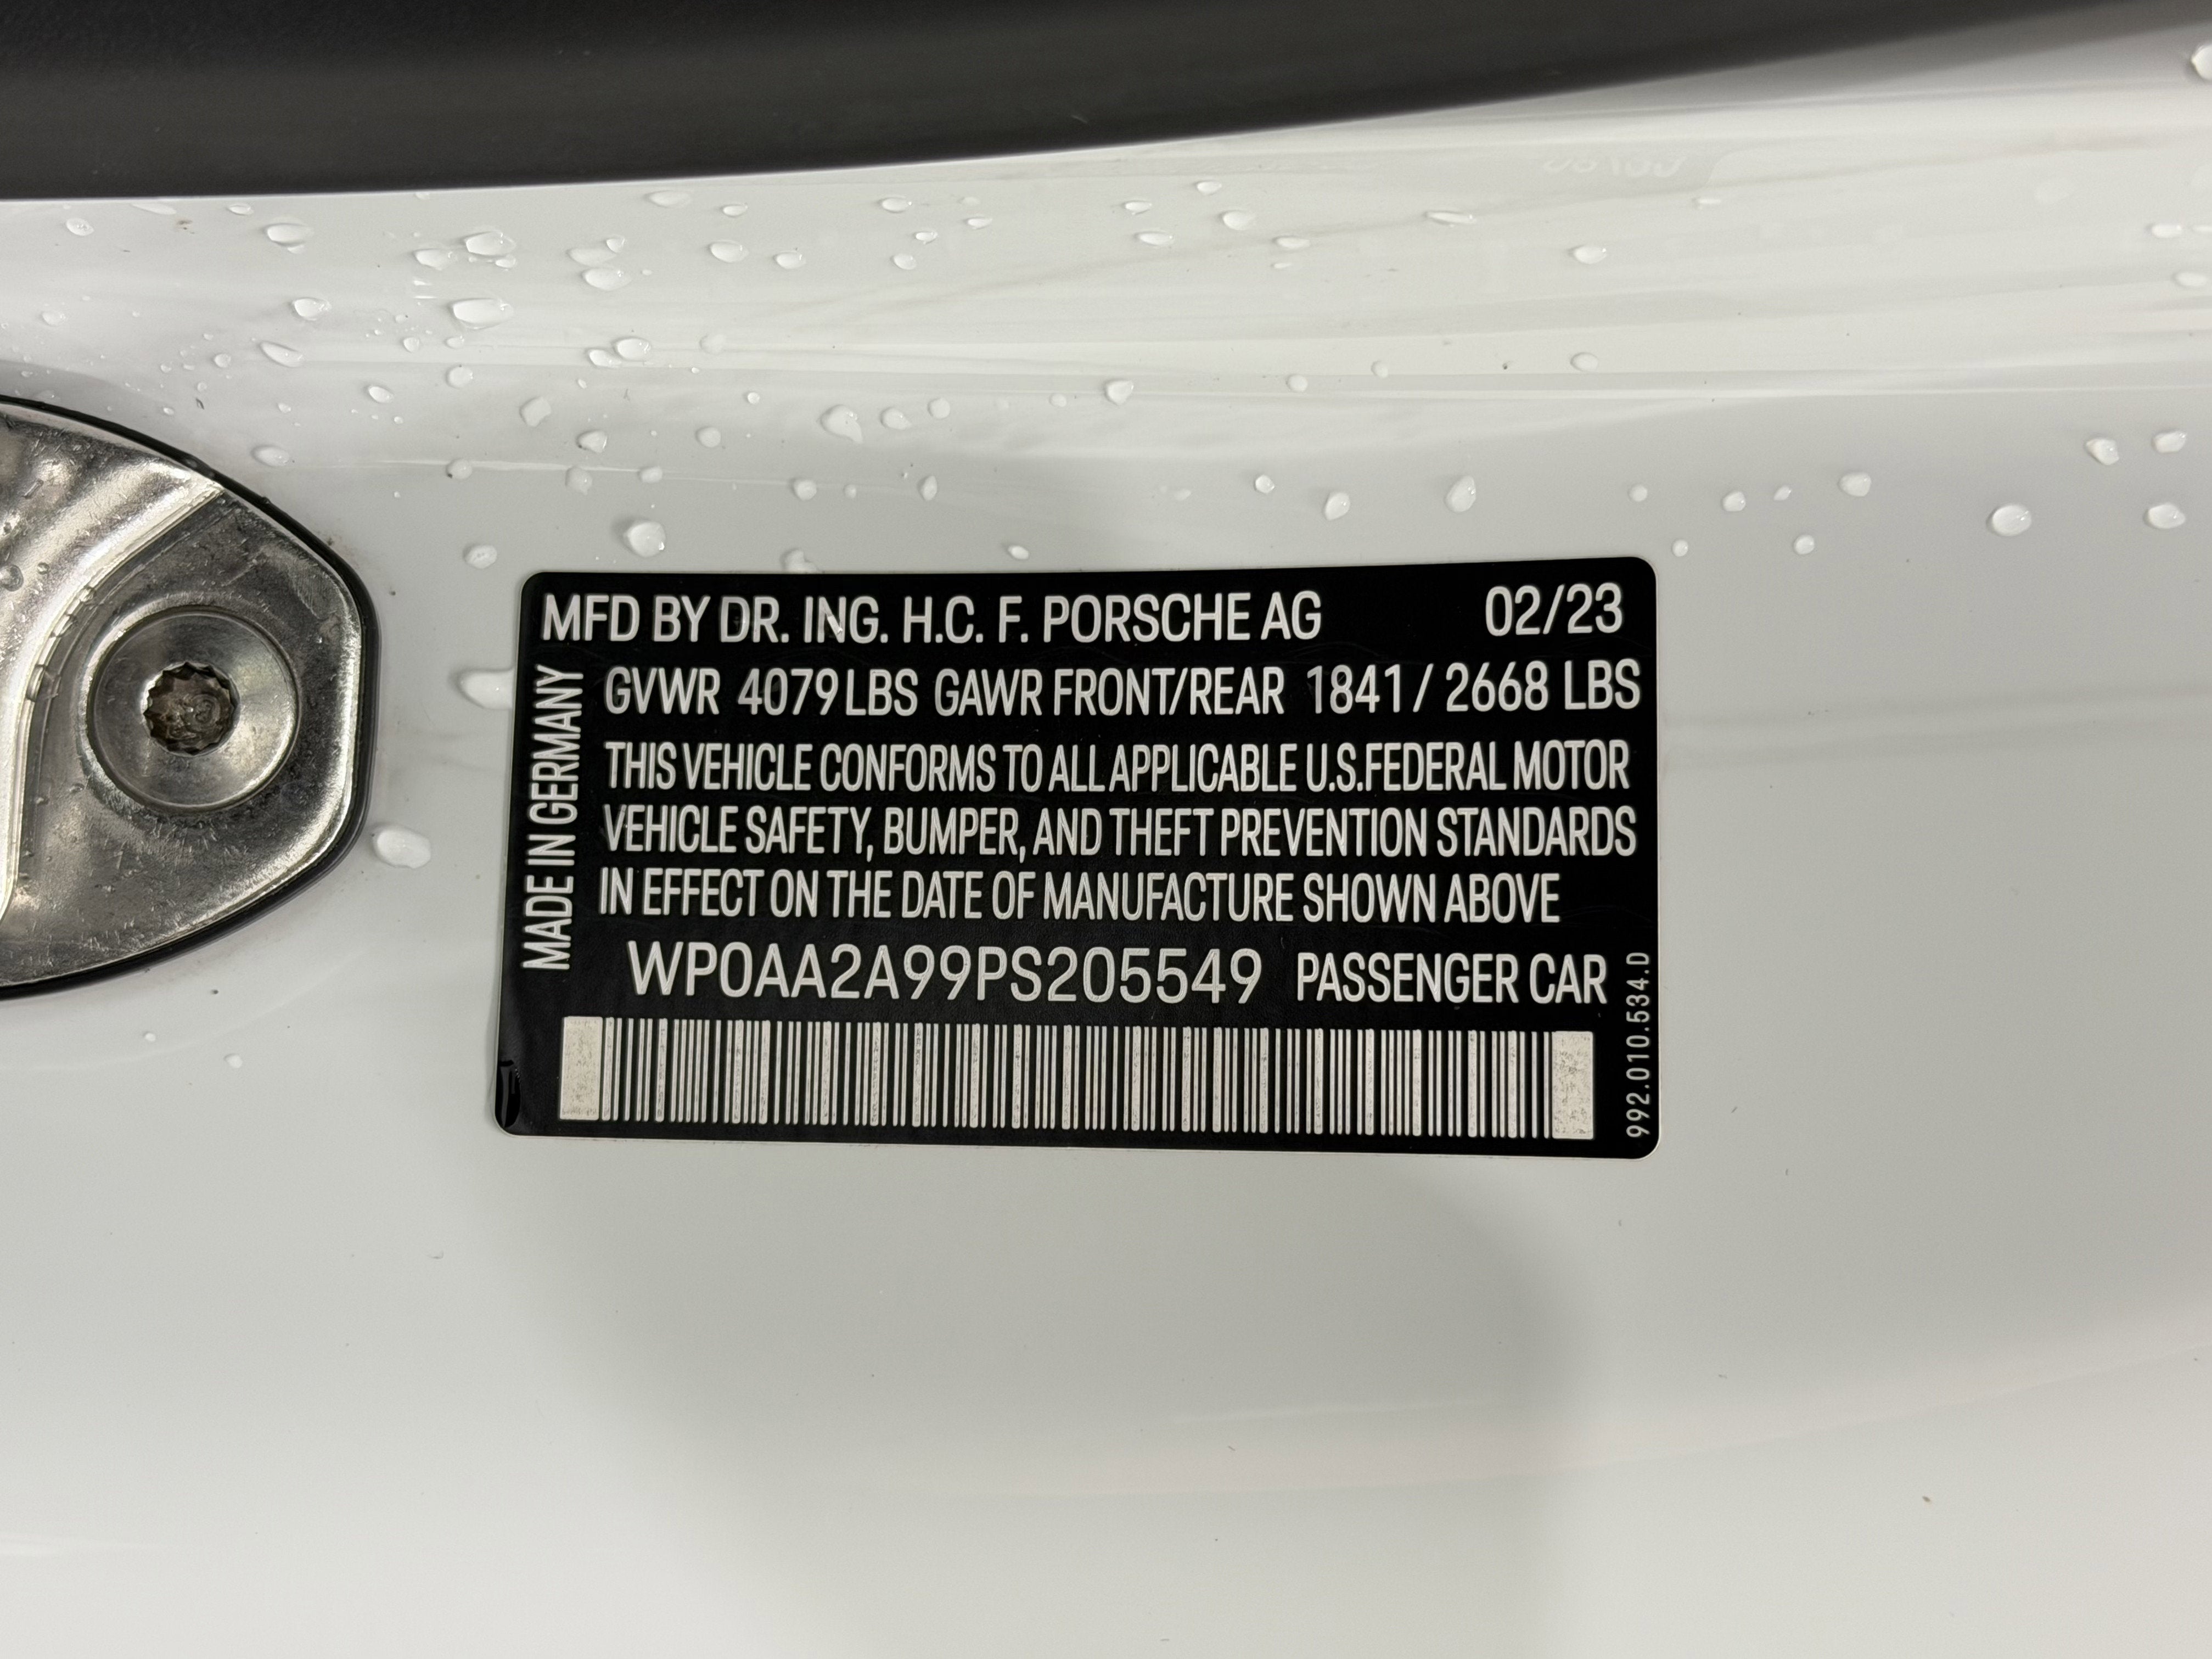 MFD BY DR. ING. H.C. F. PORSCHE AG 02/23
MADE IN GERMANY
GVWR 4079 LBS GAWR FRONT/REAR 1841 / 2668 LBS
THIS VEHICLE CONFORMS TO ALL APPLICABLE U.S.FEDERAL MOTOR
VEHICLE SAFETY, BUMPER, AND THEFT PREVENTION STANDARDS
IN EFFECT ON THE DATE OF MANUFACTURE SHOWN ABOVE
WP0AA2A99PS205549 PASSENGER CAR
992.010.534.D